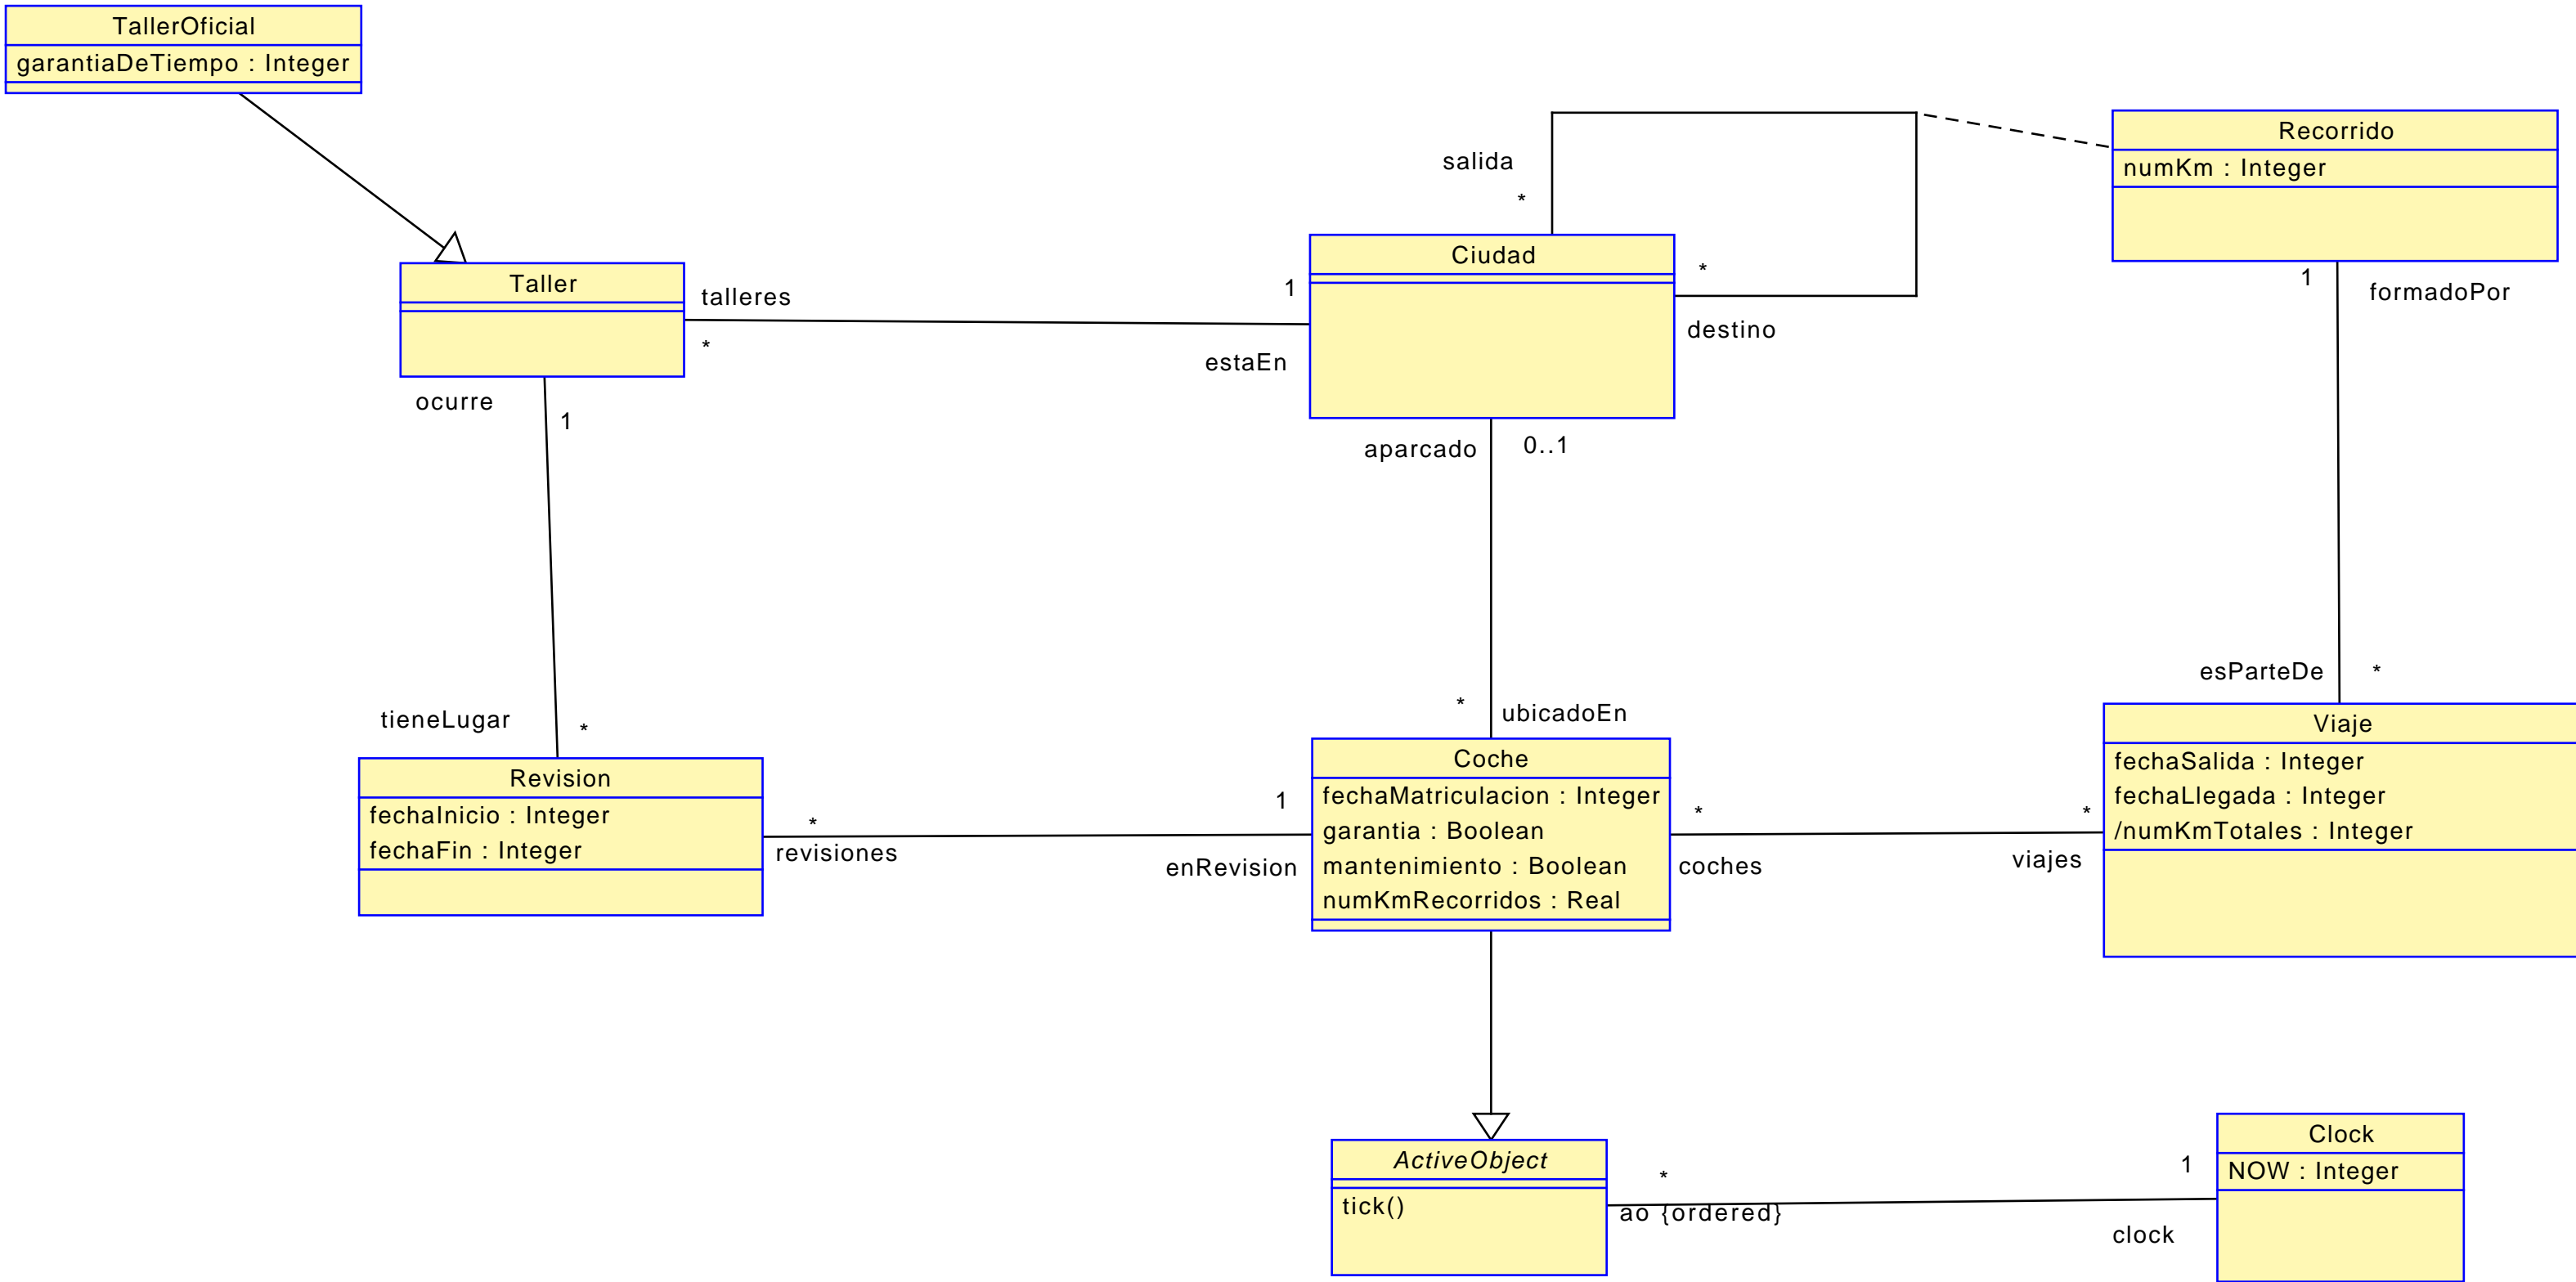 TallerOficial
garantiaDeTiempo : Integer
Recorrido
numKm : Integer
salida
*
Ciudad
*
destino
Taller
talleres
*
1
estaEn
1
formadoPor
ocurre
1
aparcado
0..1
esParteDe
*
tieneLugar
*
*
ubicadoEn
Viaje
fechaSalida : Integer
fechaLlegada : Integer
/numKmTotales : Integer
Revision
fechaInicio : Integer
fechaFin : Integer
*
revisiones
1
enRevision
Coche
fechaMatriculacion : Integer
garantia : Boolean
mantenimiento : Boolean
numKmRecorridos : Real
*
coches
*
viajes
ActiveObject
tick()
*
ao {ordered}
1
clock
Clock
NOW : Integer